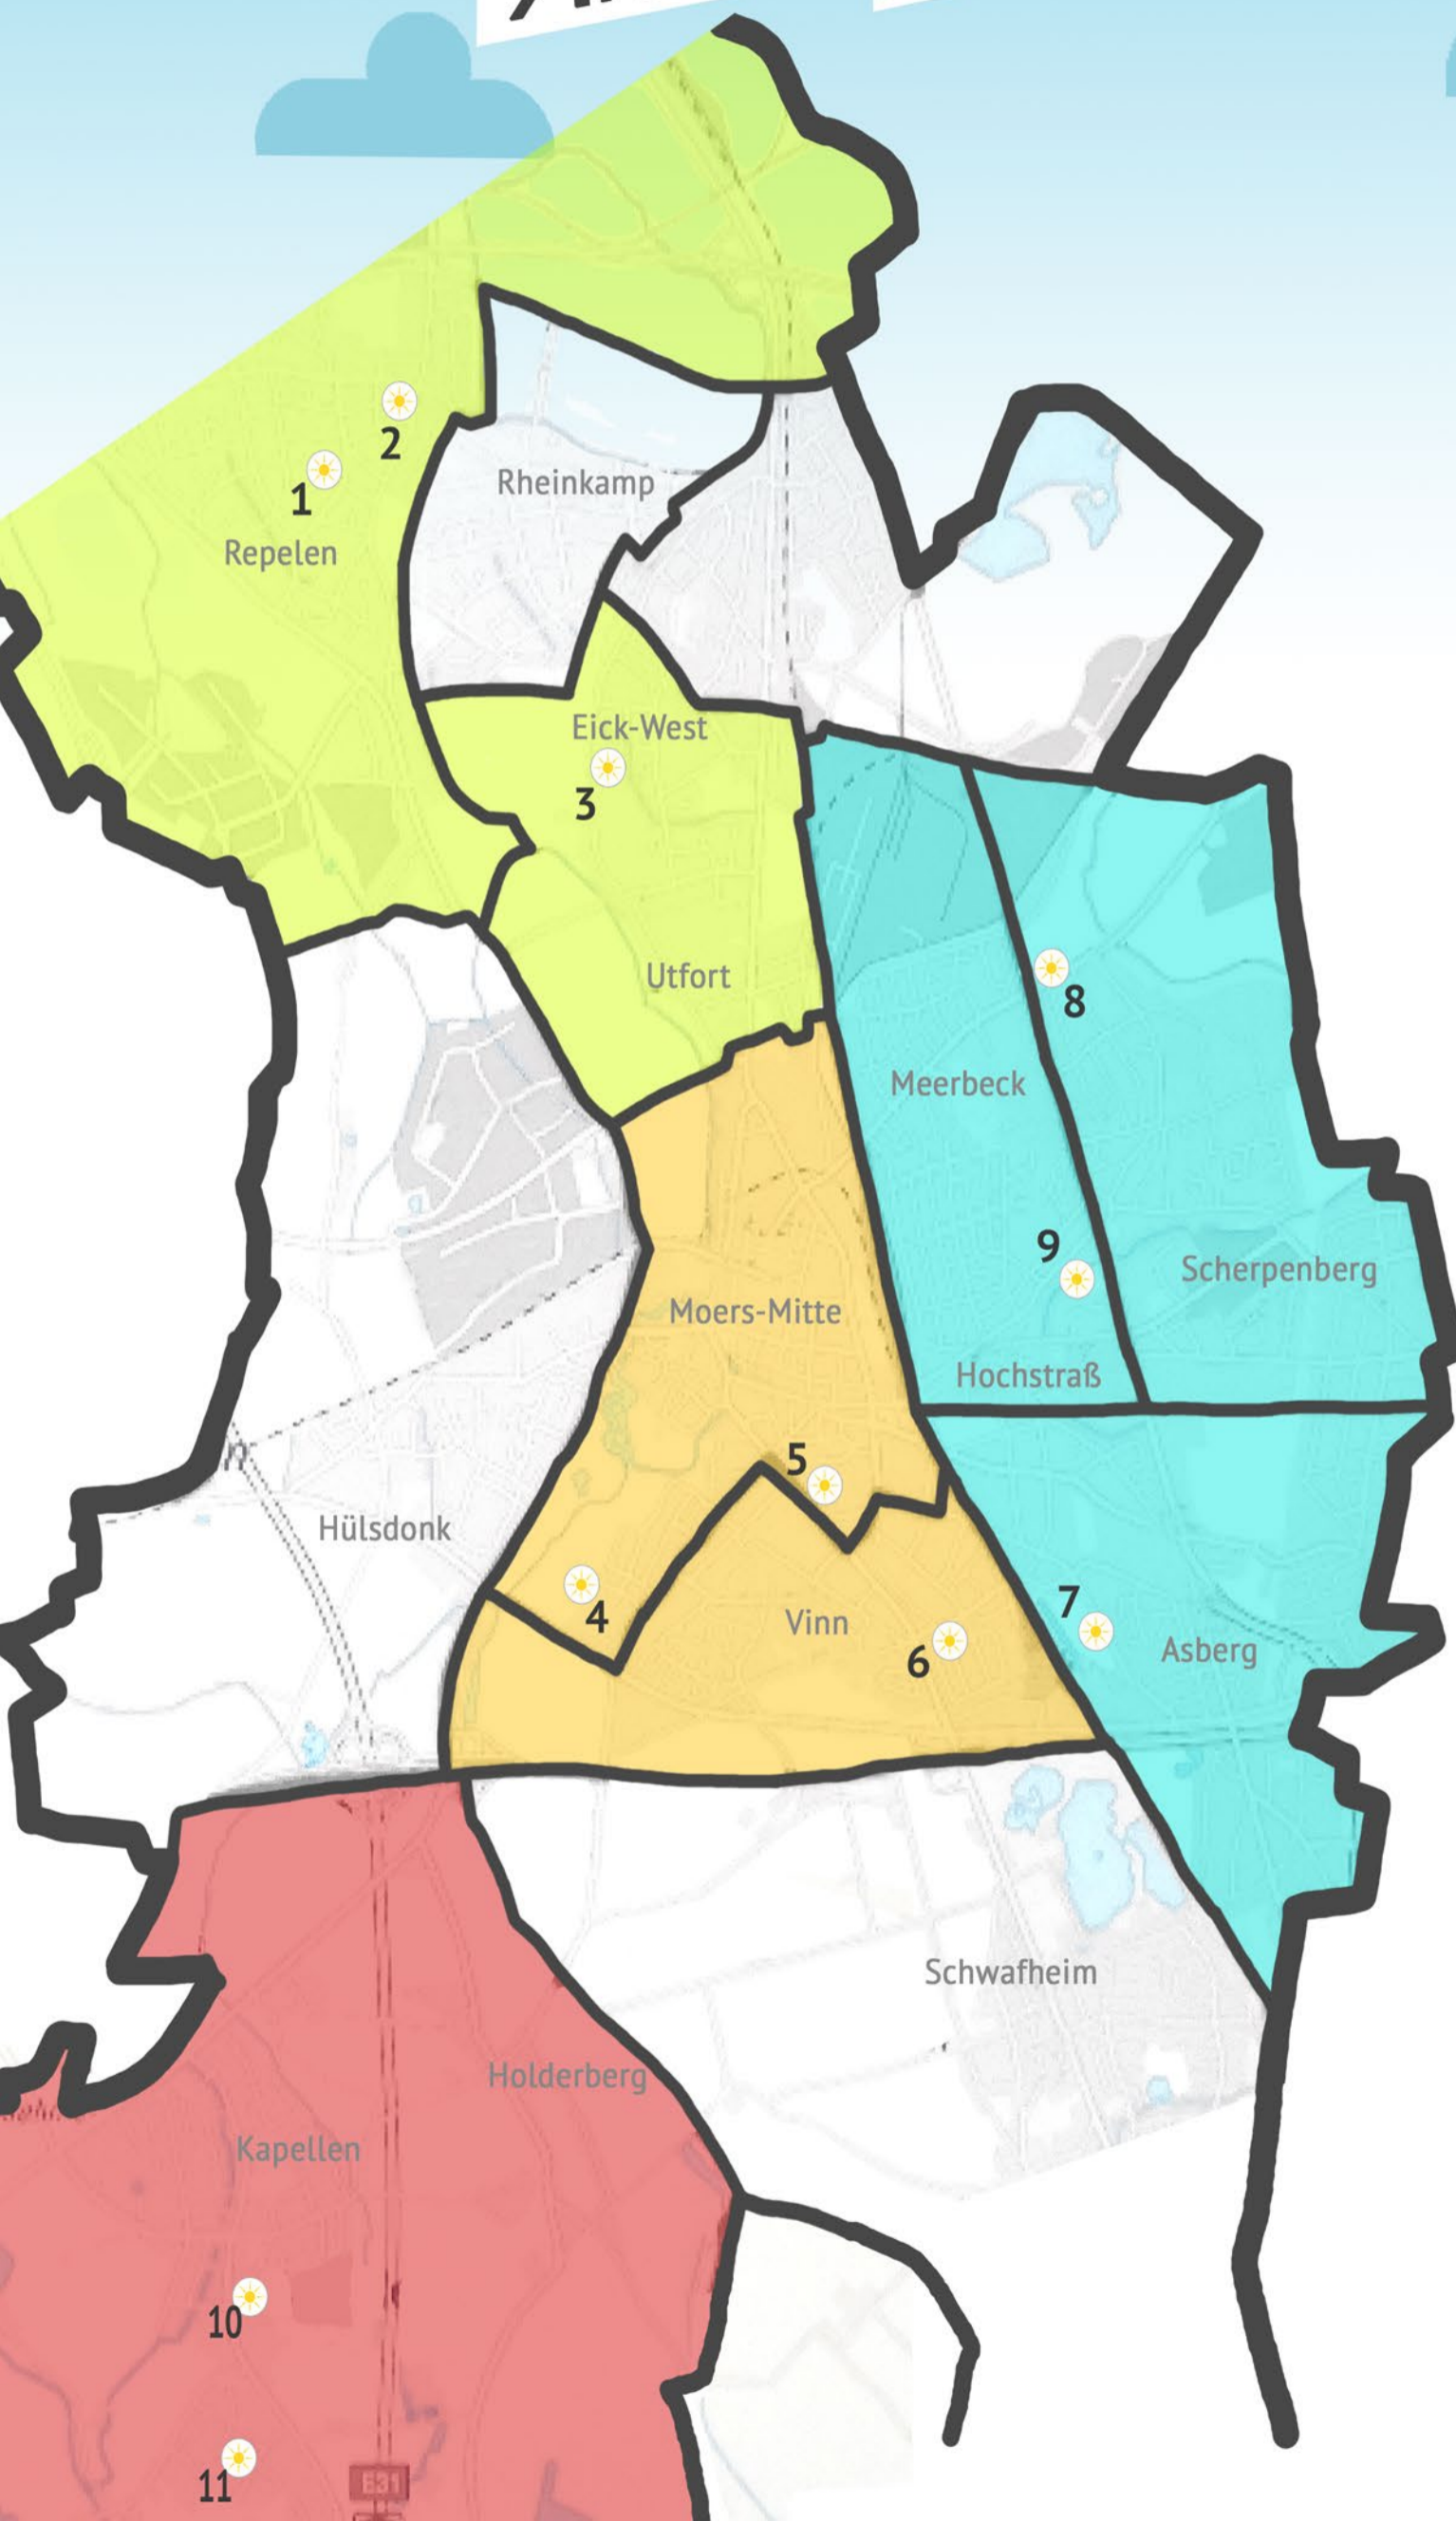 2
Rheinkamp
1
Repelen
Eick-West
3
Utfort
8
Meerbeck
9
Scherpenberg
Moers-Mitte
Hochstraß
5
Hülsdonk
4
Vinn
7
6
Asberg
Schwafheim
Holderberg
Kapellen
10
11
E31